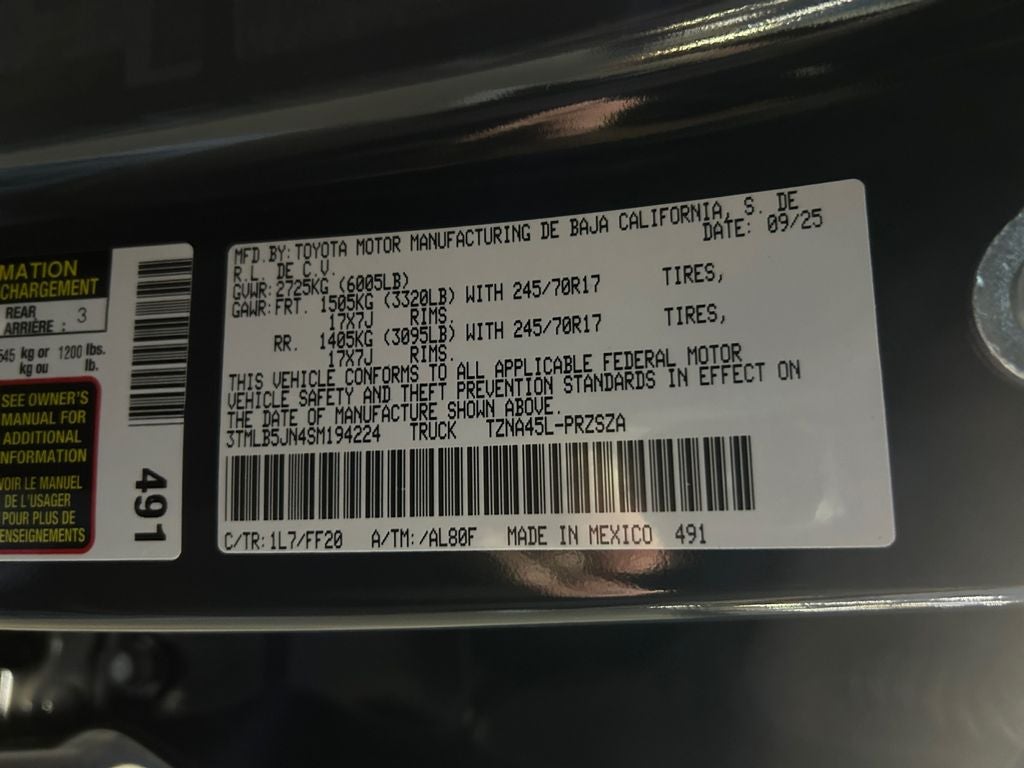 MATION
CHARGEMENT
REAR
ARRIÈRE : 3
545 kg or 1200 lbs.
kg ou lb.
SEE OWNER'S
MANUAL FOR
ADDITIONAL
INFORMATION
VOIR LE MANUEL
DE L'USAGER
POUR PLUS DE
RENSEIGNEMENTS
491
MFD.BY: TOYOTA MOTOR MANUFACTURING DE BAJA CALIFORNIA, S. DE
R.L. DE C.V. DATE: 09/25
GVWR: 2725KG (6005LB)
GAWR: FRT. 1505KG (3320LB) WITH 245/70R17 TIRES,
17X7J RIMS.
RR. 1405KG (3095LB) WITH 245/70R17 TIRES,
17X7J RIMS.
THIS VEHICLE CONFORMS TO ALL APPLICABLE FEDERAL MOTOR
VEHICLE SAFETY AND THEFT PREVENTION STANDARDS IN EFFECT ON
THE DATE OF MANUFACTURE SHOWN ABOVE.
3TMLB5JN4SM194224 TRUCK TZNA45L-PRZSZA
C/TR: 1L7/FF20 A/TM: /AL80F MADE IN MEXICO 491